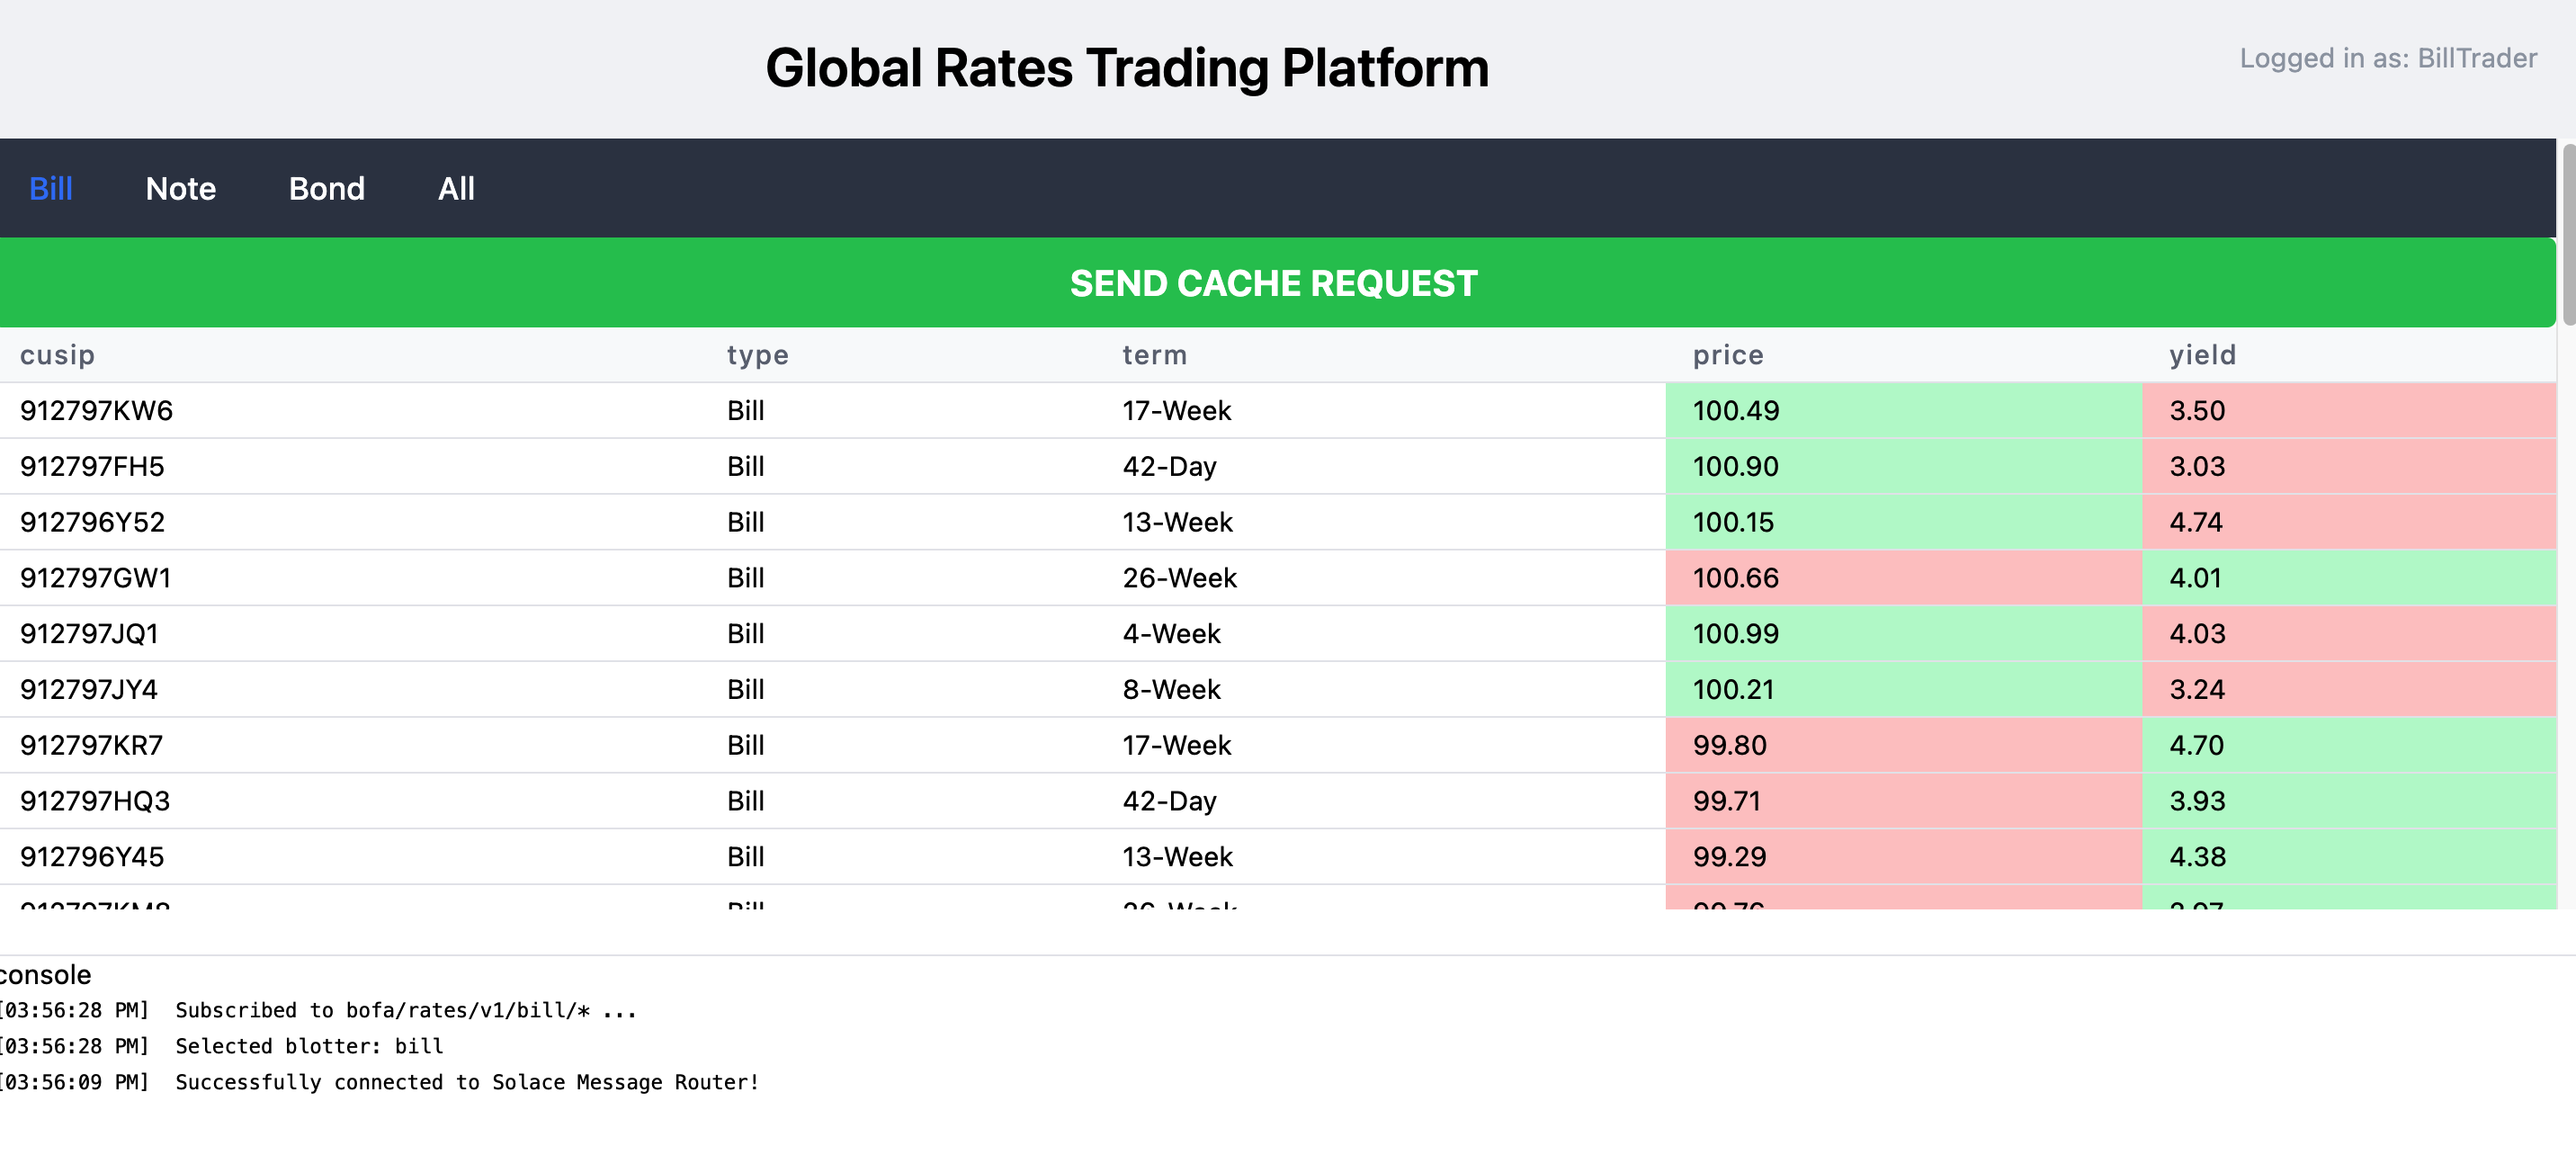 Global Rates Trading Platform
Logged in as: BillTrader
Bill Note Bond All
SEND CACHE REQUEST
cusip type term price yield
912797KW6 Bill 17-Week 100.49 3.50
912797FH5 Bill 42-Day 100.90 3.03
912796Y52 Bill 13-Week 100.15 4.74
912797GW1 Bill 26-Week 100.66 4.01
912797JQ1 Bill 4-Week 100.99 4.03
912797JY4 Bill 8-Week 100.21 3.24
912797KR7 Bill 17-Week 99.80 4.70
912797HQ3 Bill 42-Day 99.71 3.93
912796Y45 Bill 13-Week 99.29 4.38
Bill 26-Week 99.76
console
[03:56:28 PM] Subscribed to bofa/rates/v1/bill/* ...
[03:56:28 PM] Selected blotter: bill
[03:56:09 PM] Successfully connected to Solace Message Router!